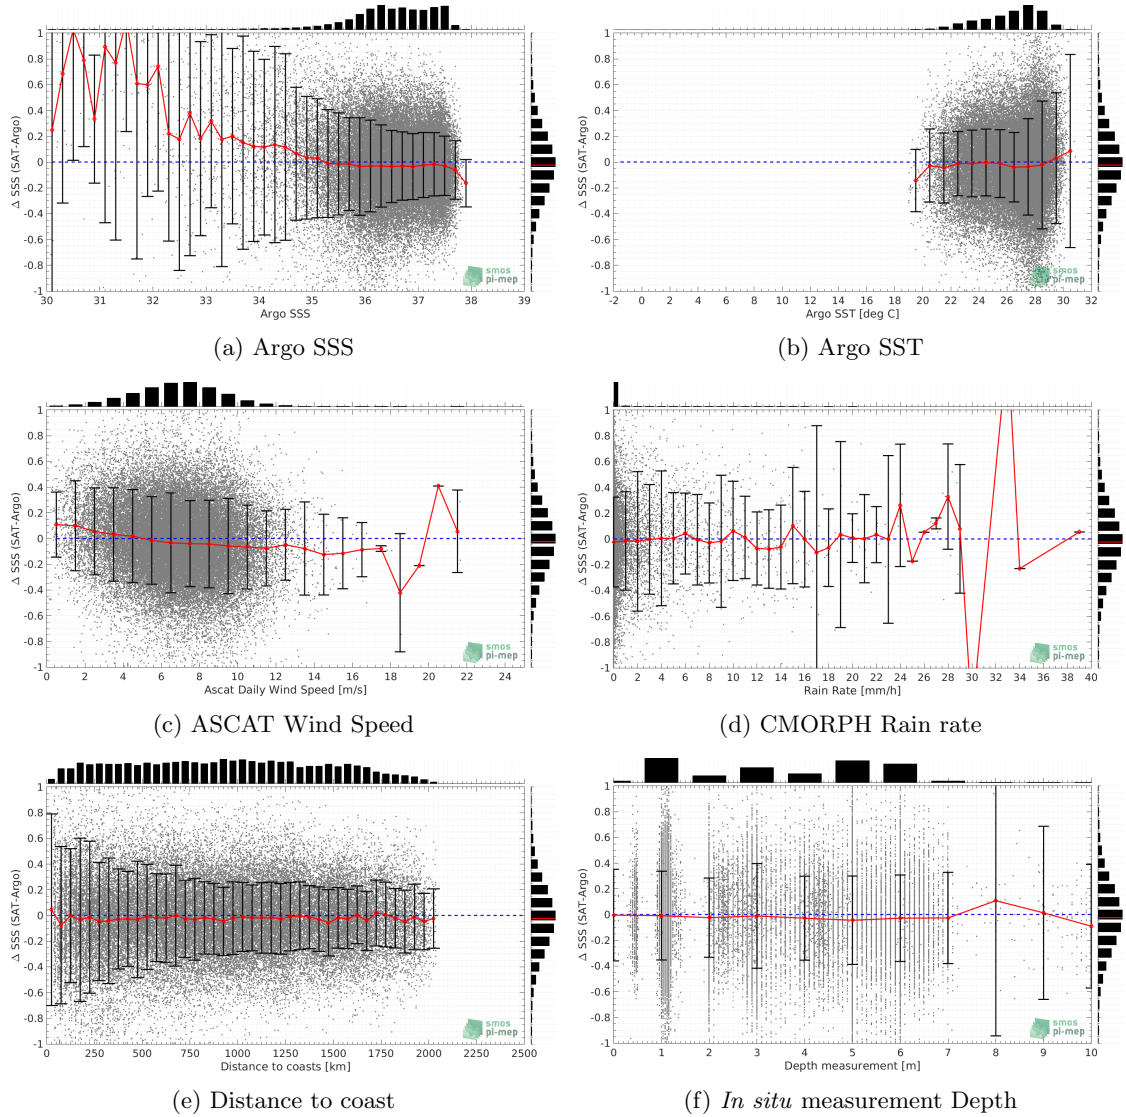 1
0.8
0.6
0.4
0.2
0
-0.2
-0.4
-0.6
-0.8
-1
Δ SSS (SAT-Argo)
30 31 32 33 34 35 36 37 38 39
Argo SSS
smos
pi-mep
(a) Argo SSS
1
0.8
0.6
0.4
0.2
0
-0.2
-0.4
-0.6
-0.8
-1
Δ SSS (SAT-Argo)
-2 0 2 4 6 8 10 12 14 16 18 20 22 24 26 28 30 32
Argo SST [deg C]
smos
pi-mep
(b) Argo SST
1
0.8
0.6
0.4
0.2
0
-0.2
-0.4
-0.6
-0.8
-1
Δ SSS (SAT-Argo)
0 2 4 6 8 10 12 14 16 18 20 22 24
Ascat Daily Wind Speed [m/s]
smos
pi-mep
(c) ASCAT Wind Speed
1
0.8
0.6
0.4
0.2
0
-0.2
-0.4
-0.6
-0.8
-1
Δ SSS (SAT-Argo)
0 2 4 6 8 10 12 14 16 18 20 22 24 26 28 30 32 34 36 38 40
Rain Rate [mm/h]
smos
pi-mep
(d) CMORPH Rain rate
1
0.8
0.6
0.4
0.2
0
-0.2
-0.4
-0.6
-0.8
-1
Δ SSS (SAT-Argo)
0 250 500 750 1000 1250 1500 1750 2000 2250 2500
Distance to coasts [km]
smos
pi-mep
(e) Distance to coast
1
0.8
0.6
0.4
0.2
0
-0.2
-0.4
-0.6
-0.8
-1
Δ SSS (SAT-Argo)
0 1 2 3 4 5 6 7 8 9 10
Depth measurement [m]
smos
pi-mep
(f) In situ measurement Depth